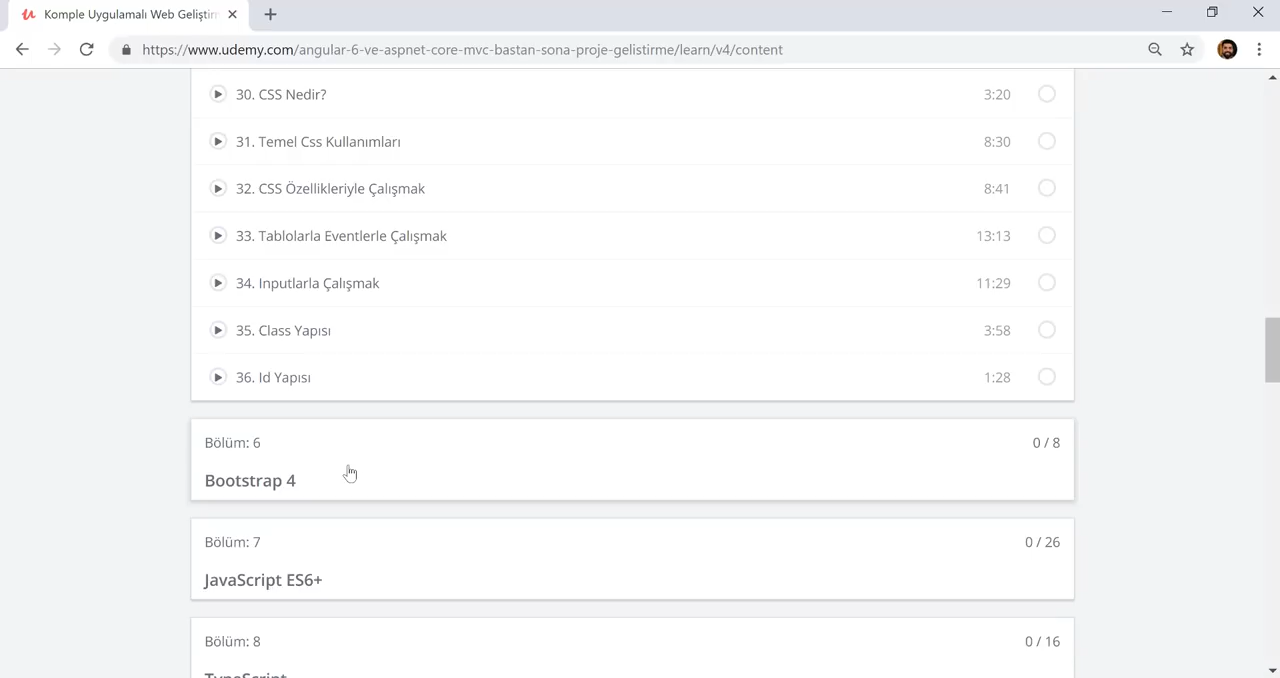 Komple Uygulamalı Web Geliştirm
https://www.udemy.com/angular-6-ve-aspnet-core-mvc-bastan-sona-proje-gelistirme/learn/v4/content
30. CSS Nedir? 3:20
31. Temel Css Kullanımları 8:30
32. CSS Özellikleriyle Çalışmak 8:41
33. Tablolarla Eventlerle Çalışmak 13:13
34. Inputlarla Çalışmak 11:29
35. Class Yapısı 3:58
36. Id Yapısı 1:28
Bölüm: 6 0 / 8
Bootstrap 4
Bölüm: 7 0 / 26
JavaScript ES6+
Bölüm: 8 0 / 16
TypeScript